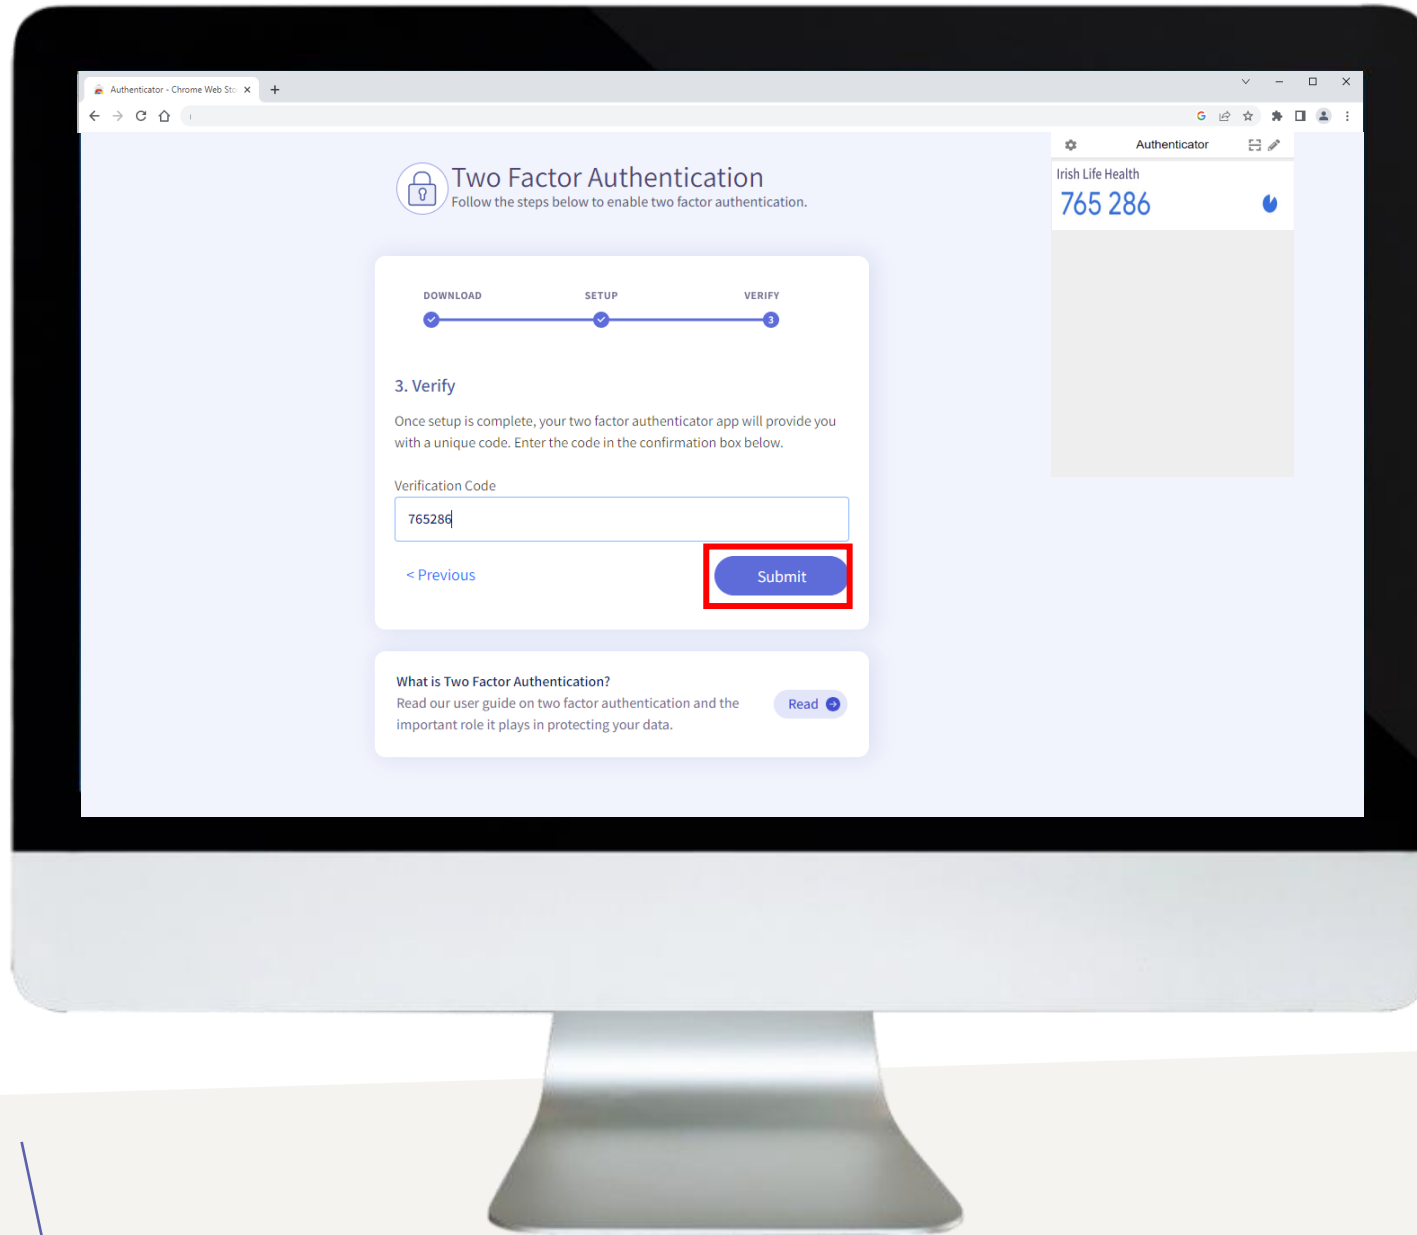 Authenticator - Chrome Web Sto
Two Factor Authentication
Follow the steps below to enable two factor authentication.
Authenticator
Irish Life Health
765 286
DOWNLOAD
SETUP
VERIFY
3
3. Verify
Once setup is complete, your two factor authenticator app will provide you
with a unique code. Enter the code in the confirmation box below.
Verification Code
765286
< Previous
Submit
What is Two Factor Authentication?
Read our user guide on two factor authentication and the
important role it plays in protecting your data.
Read